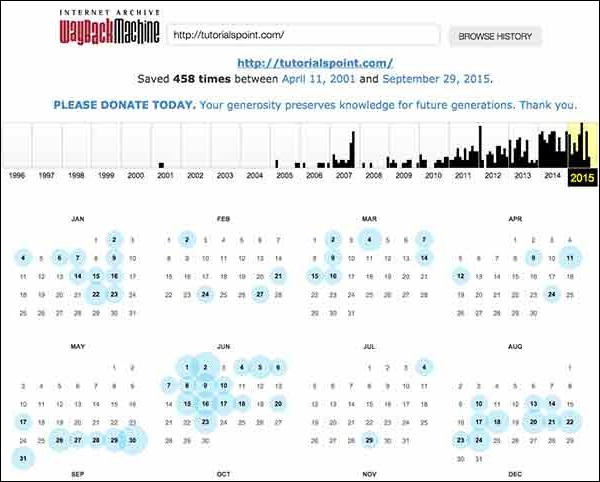 INTERNET ARCHIVE
WayBackMachine http://tutorialspoint.com/ BROWSE HISTORY
http://tutorialspoint.com/
Saved 458 times between April 11, 2001 and September 29, 2015.
PLEASE DONATE TODAY. Your generosity preserves knowledge for future generations. Thank you.
1996 1997 1998 1999 2000 2001 2002 2003 2004 2005 2006 2007 2008 2009 2010 2011 2012 2013 2014 2015
JAN FEB MAR APR
1 2 3 1 2 3 4 5 6 7 1 2 3 4 5 6 7 1 2 3 4
4 5 6 7 8 9 10 8 9 10 11 12 13 14 8 9 10 11 12 13 14 5 6 7 8 9 10 11
11 12 13 14 15 16 17 15 16 17 18 19 20 21 15 16 17 18 19 20 21 12 13 14 15 16 17 18
18 19 20 21 22 23 24 22 23 24 25 26 27 28 22 23 24 25 26 27 28 19 20 21 22 23 24 25
25 26 27 28 29 30 31 29 30 31 26 27 28 29 30
MAY JUN JUL AUG
1 2 1 2 3 4 5 6 1 2 3 4 1
3 4 5 6 7 8 9 7 8 9 10 11 12 13 5 6 7 8 9 10 11 2 3 4 5 6 7 8
10 11 12 13 14 15 16 14 15 16 17 18 19 20 12 13 14 15 16 17 18 9 10 11 12 13 14 15
17 18 19 20 21 22 23 21 22 23 24 25 26 27 19 20 21 22 23 24 25 16 17 18 19 20 21 22
24 25 26 27 28 29 30 28 29 30 26 27 28 29 30 31 23 24 25 26 27 28 29
31 30 31
SEP OCT NOV DEC